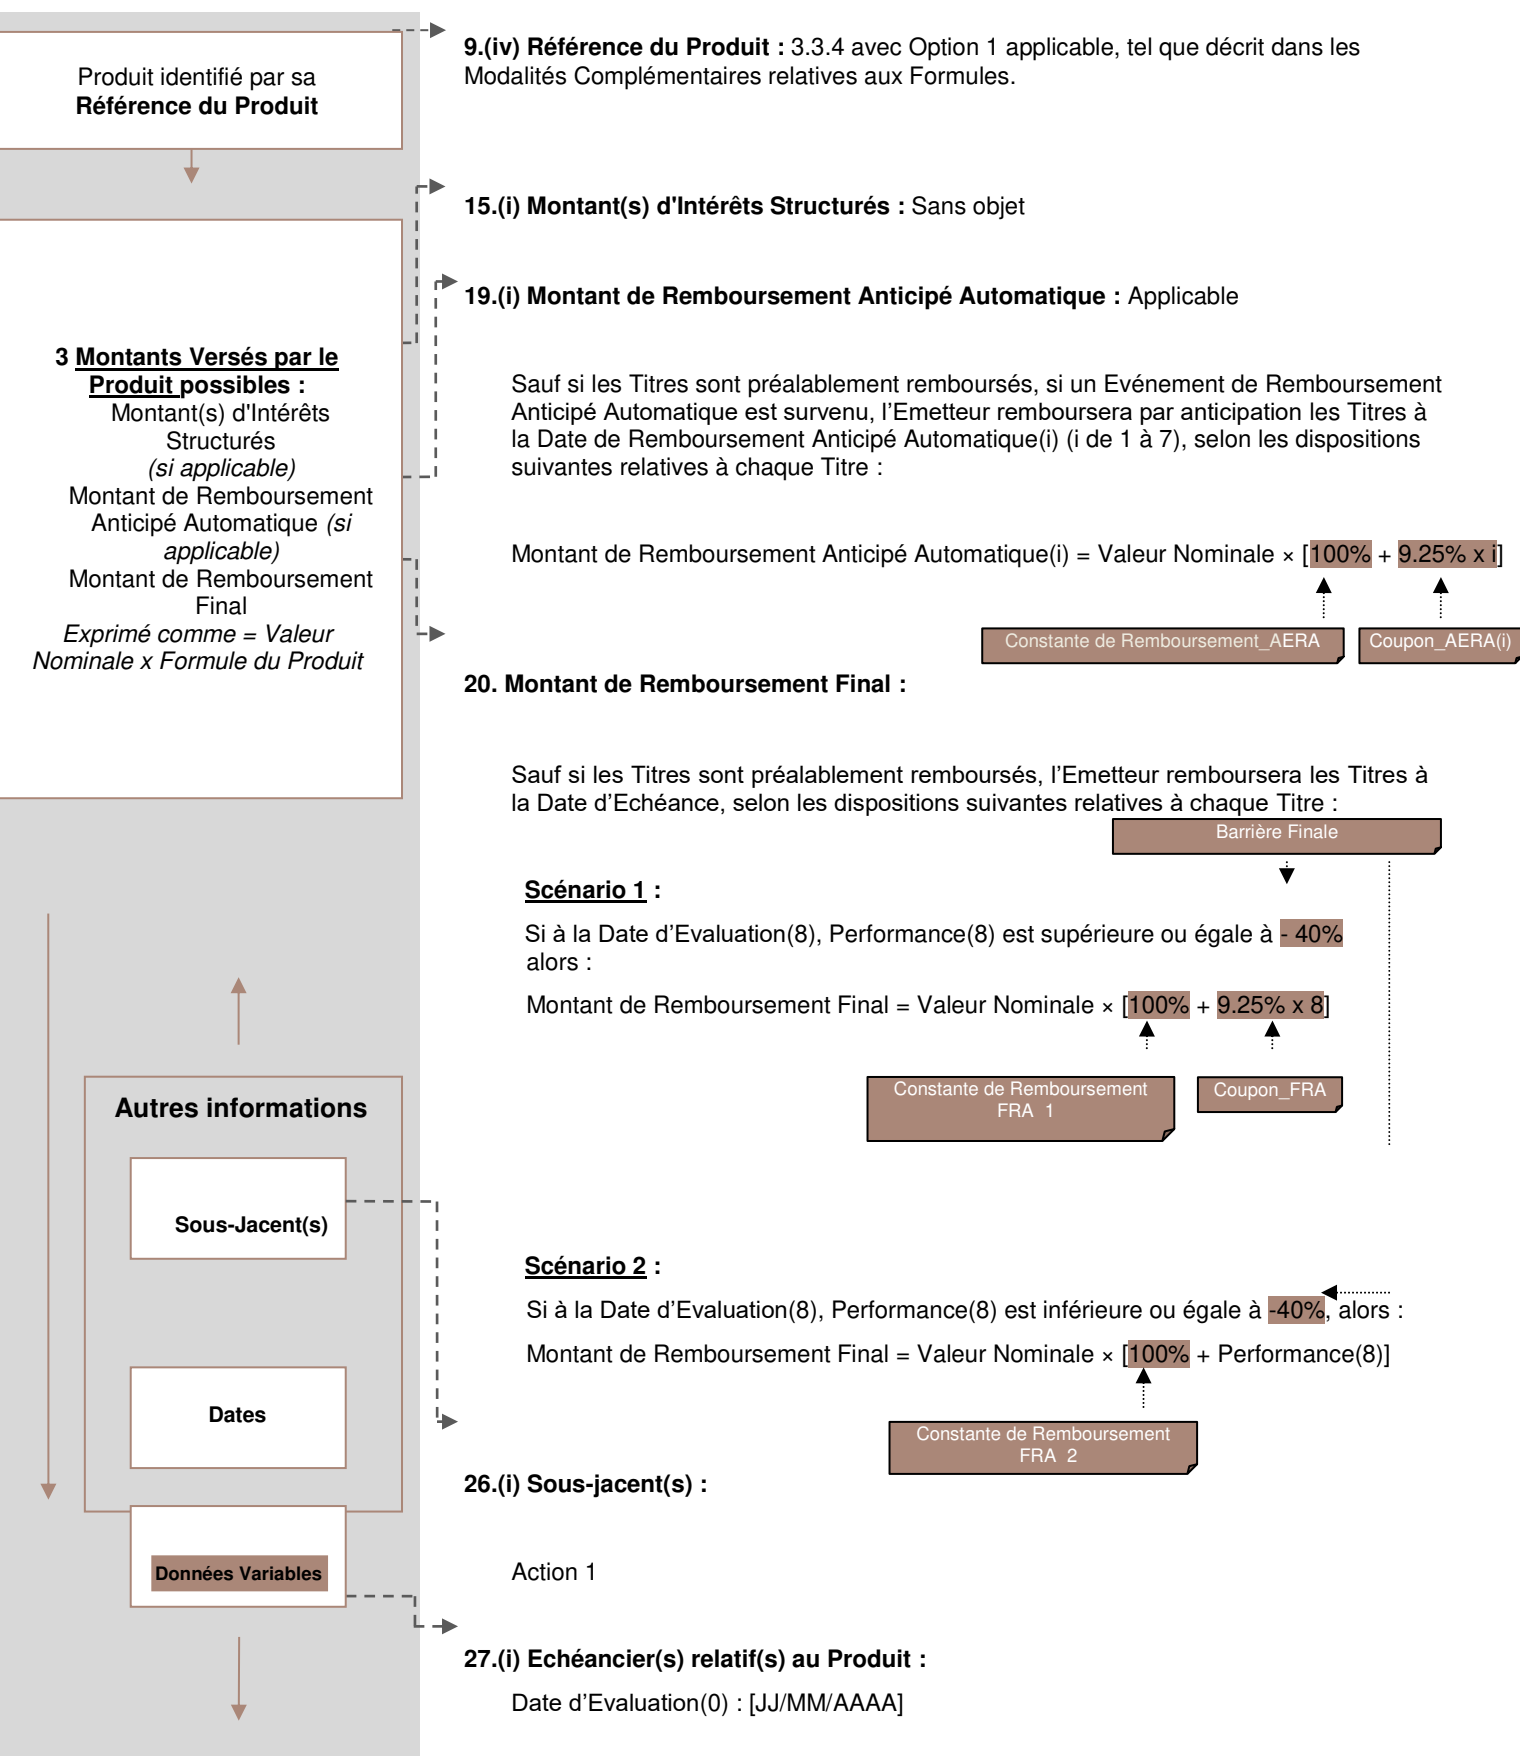 Produit identifié par sa
Référence du Produit
3 Montants Versés par le
Produit possibles :
Montant(s) d'Intérêts
Structurés
(si applicable)
Montant de Remboursement
Anticipé Automatique (si
applicable)
Montant de Remboursement
Final
Exprimé comme = Valeur
Nominale x Formule du Produit
Autres informations
Sous-Jacent(s)
Dates
Données Variables
9.(iv) Référence du Produit : 3.3.4 avec Option 1 applicable, tel que décrit dans les
Modalités Complémentaires relatives aux Formules.
15.(i) Montant(s) d'Intérêts Structurés : Sans objet
19.(i) Montant de Remboursement Anticipé Automatique : Applicable
Sauf si les Titres sont préalablement remboursés, si un Evénement de Remboursement
Anticipé Automatique est survenu, l’Emetteur remboursera par anticipation les Titres à
la Date de Remboursement Anticipé Automatique(i) (i de 1 à 7), selon les dispositions
suivantes relatives à chaque Titre :
Montant de Remboursement Anticipé Automatique(i) = Valeur Nominale × [100% + 9.25% x i]
Constante de Remboursement_AERA
Coupon_AERA(i)
20. Montant de Remboursement Final :
Sauf si les Titres sont préalablement remboursés, l’Emetteur remboursera les Titres à
la Date d’Echéance, selon les dispositions suivantes relatives à chaque Titre :
Barrière Finale
Scénario 1 :
Si à la Date d’Evaluation(8), Performance(8) est supérieure ou égale à - 40%
alors :
Montant de Remboursement Final = Valeur Nominale × [100% + 9.25% x 8]
Constante de Remboursement
FRA 1
Coupon_FRA
Scénario 2 :
Si à la Date d’Evaluation(8), Performance(8) est inférieure ou égale à -40%, alors :
Montant de Remboursement Final = Valeur Nominale × [100% + Performance(8)]
Constante de Remboursement
FRA 2
26.(i) Sous-jacent(s) :
Action 1
27.(i) Echéancier(s) relatif(s) au Produit :
Date d’Evaluation(0) : [JJ/MM/AAAA]